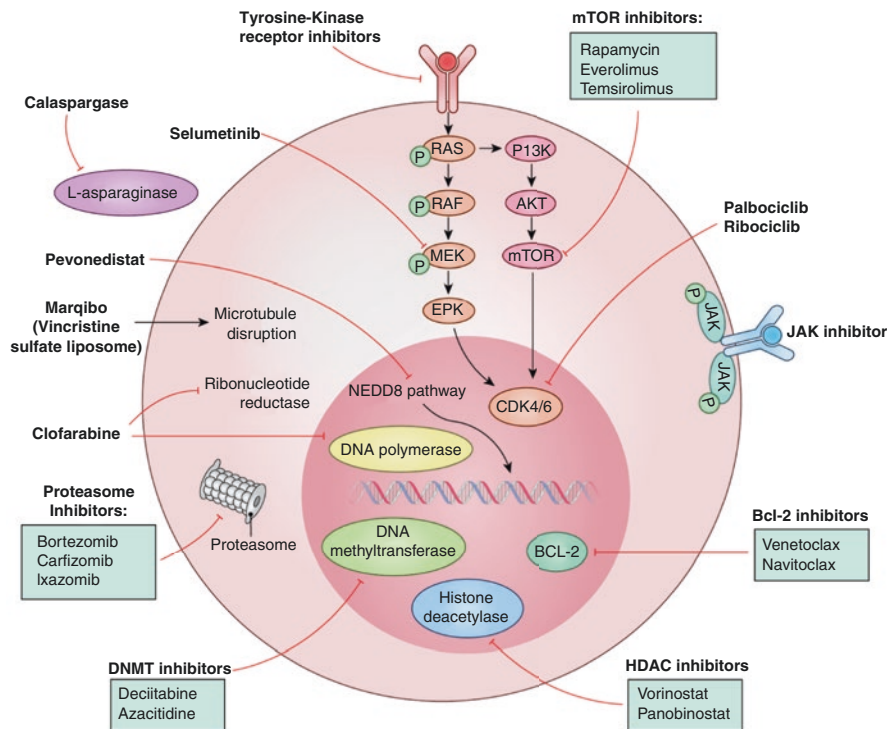 Tyrosine-Kinase
receptor inhibitors
mTOR inhibitors:
Rapamycin
Everolimus
Temsirolimus
Calaspargase
L-asparaginase
Selumetinib
P
RAS
P13K
P
RAF
AKT
P
MEK
mTOR
EPK
Palbociclib
Ribociclib
Pevonedistat
Marqibo
(Vincristine
sulfate liposome)
Microtubule
disruption
P
JAK
JAK
P
JAK inhibitor
Ribonucleotide
reductase
NEDD8 pathway
CDK4/6
Clofarabine
DNA polymerase
Proteasome
Inhibitors:
Bortezomib
Carfizomib
Ixazomib
Proteasome
DNA
methyltransferase
BCL-2
Bcl-2 inhibitors
Venetoclax
Navitoclax
Histone
deacetylase
DNMT inhibitors
Deciitabine
Azacitidine
HDAC inhibitors
Vorinostat
Panobinostat